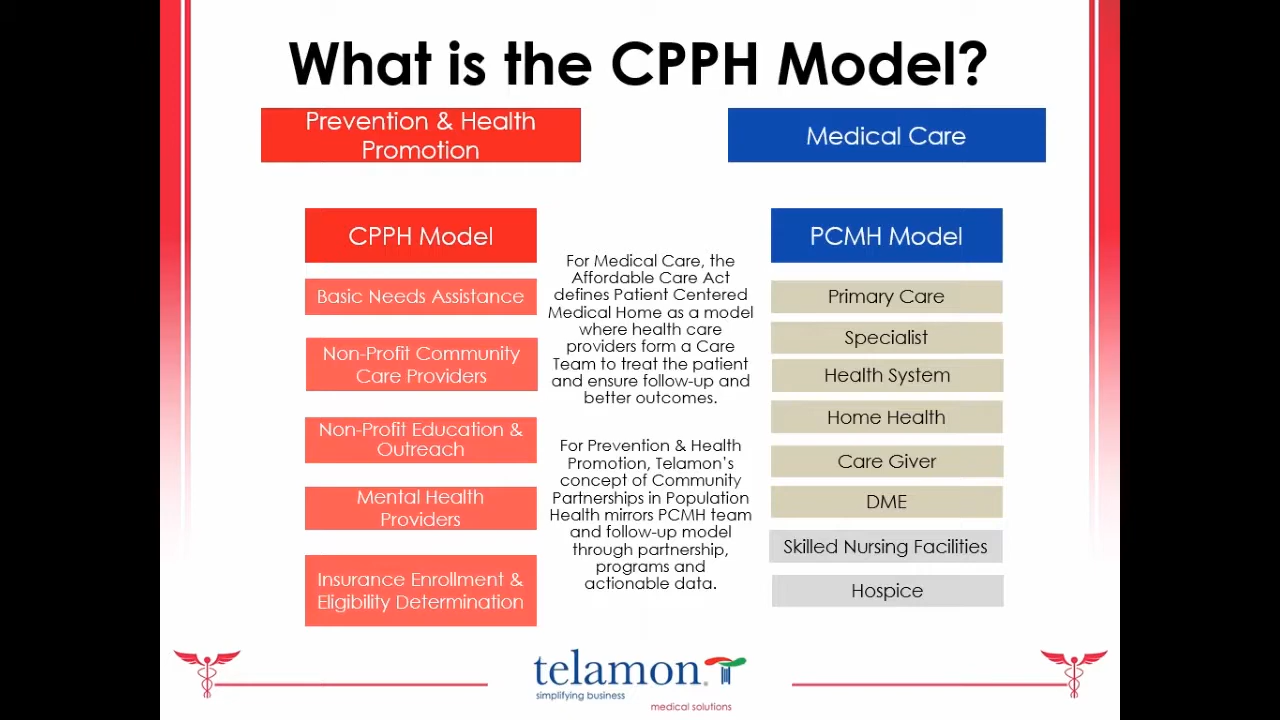 What is the CPPH Model?
Prevention & Health
Promotion
Medical Care
CPPH Model
Basic Needs Assistance
Non-Profit Community
Care Providers
Non-Profit Education &
Outreach
Mental Health
Providers
Insurance Enrollment &
Eligibility Determination
For Medical Care, the
Affordable Care Act
defines Patient Centered
Medical Home as a model
where health care
providers form a Care
Team to treat the patient
and ensure follow-up and
better outcomes.
For Prevention & Health
Promotion, Telamon’s
concept of Community
Partnerships in Population
Health mirrors PCMH team
and follow-up model
through partnership,
programs and
actionable data.
PCMH Model
Primary Care
Specialist
Health System
Home Health
Care Giver
DME
Skilled Nursing Facilities
Hospice
telamon®
simplifying business
medical solutions